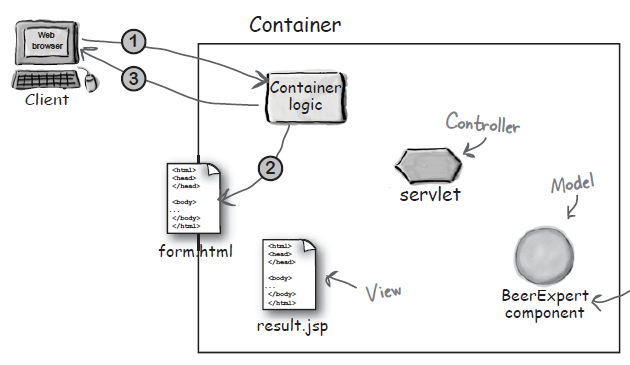 Container
Web
browser
Client
1
3
Container
logic
2
Controller
servlet
Model
<html>
<head>
</head>
<body>
...
</body>
</html>
form.html
<html>
<head>
</head>
<body>
...
</body>
</html>
result.jsp
View
BeerExpert
component